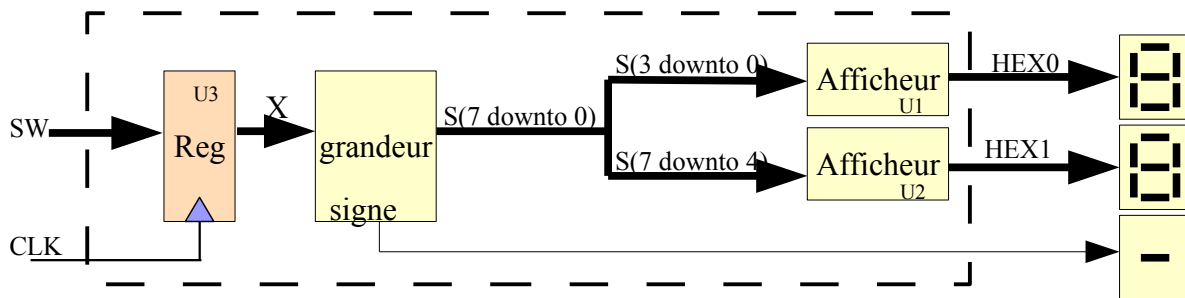 SW
CLK
U3
Reg
X
grandeur
signe
S(7 downto 0)
S(3 downto 0)
S(7 downto 4)
Afficheur
U1
Afficheur
U2
HEX0
HEX1